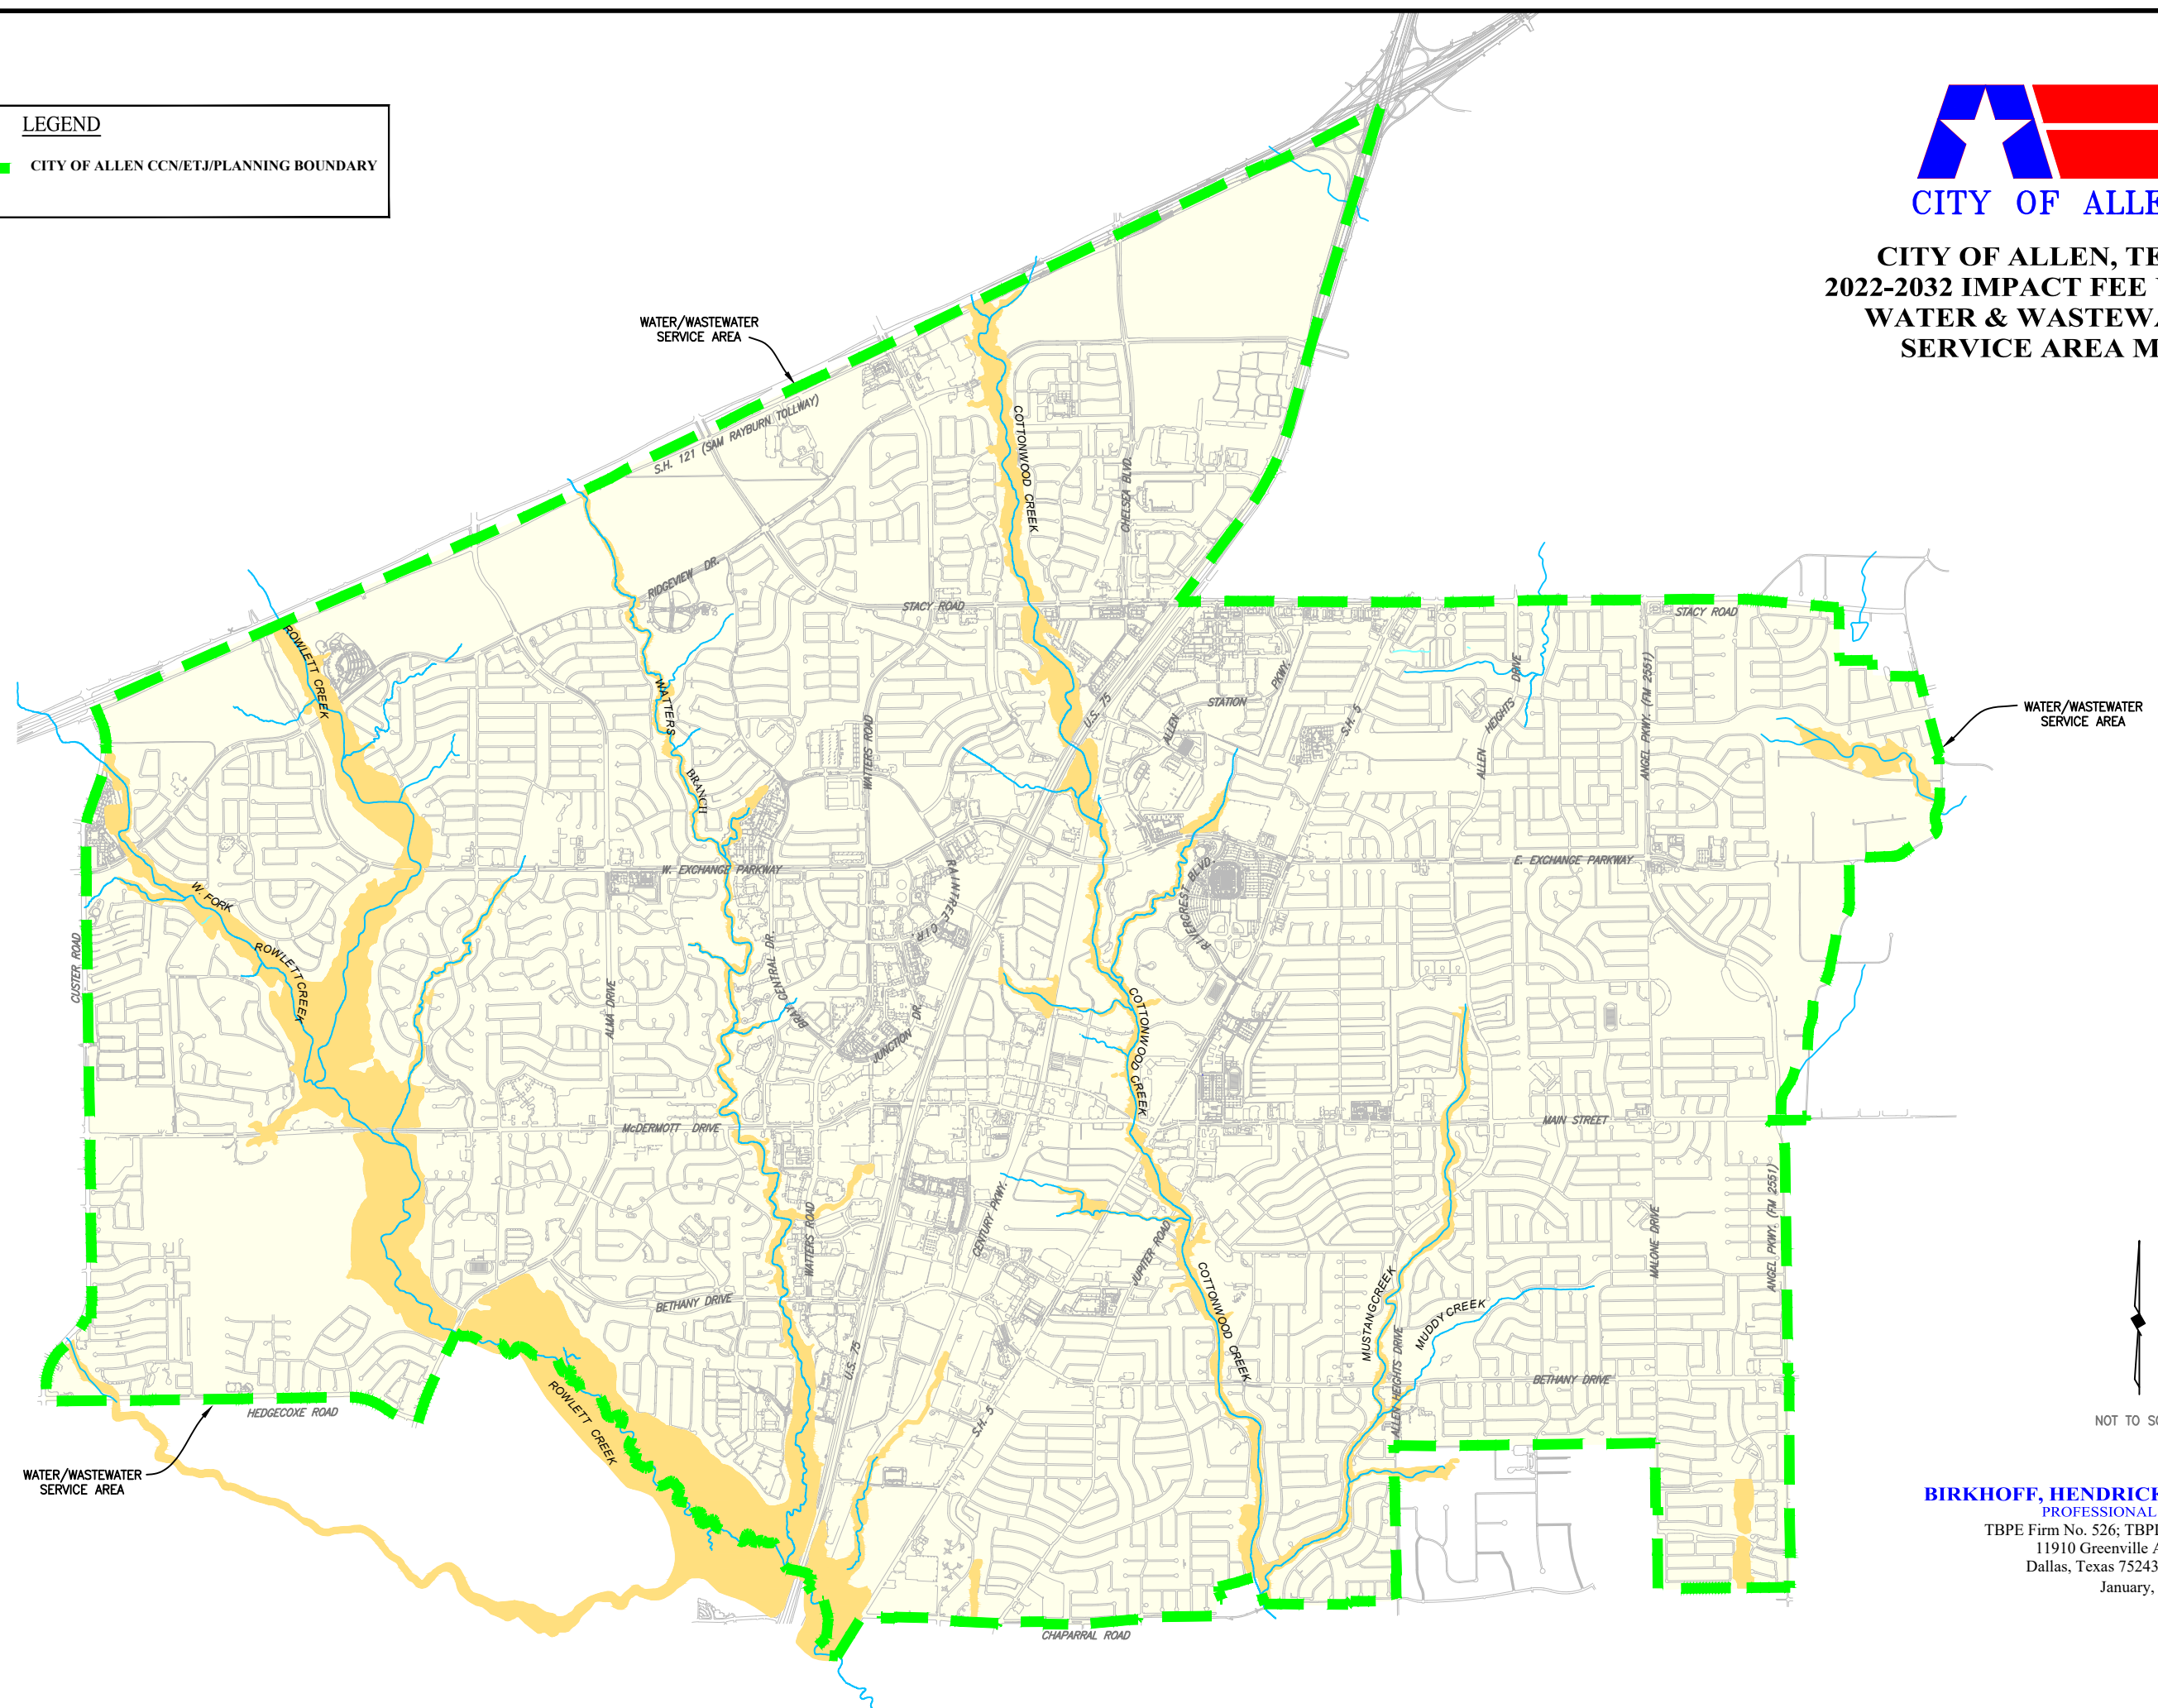 LEGEND
CITY OF ALLEN CCN/ETJ/PLANNING BOUNDARY
CITY OF ALLE
CITY OF ALLEN, TE
2022-2032 IMPACT FEE
WATER & WASTEWA
SERVICE AREA M
WATER/WASTEWATER
SERVICE AREA
S.H. 121 (SAM RAYBURN TOLLWAY)
COTTONWOOD CREEK
CHELSEA BLVD.
RIDGEVIEW DR.
STACY ROAD
STACY ROAD
ROWLETT CREEK
WATTERS
BRANCH
WATTERS ROAD
U.S. 75
ALLEN
STATION
PKWY.
S.H. 5
ALLEN
HEIGHTS
DRIVE
ANGEL PKWY. (FM 2551)
WATER/WASTEWATER
SERVICE AREA
W. EXCHANGE PARKWAY
E. EXCHANGE PARKWAY
RAINTREE
CIR.
RIVERCREST BLVD.
W. FORK
ROWLETT CREEK
CUSTER ROAD
ALMA DRIVE
BRAY CENTRAL DR.
JUNCTION DR.
COTTONWOOD CREEK
McDERMOTT DRIVE
MAIN STREET
WATTERS ROAD
CENTURY PKWY.
JUPITER ROAD
MALONE DRIVE
ANGEL PKWY. (FM 2551)
BETHANY DRIVE
COTTONWOOD CREEK
MUSTANG CREEK
MUDDY CREEK
ALLEN HEIGHTS DRIVE
BETHANY DRIVE
U.S. 75
S.H. 5
ROWLETT CREEK
HEDGECOXE ROAD
WATER/WASTEWATER
SERVICE AREA
CHAPARRAL ROAD
NOT TO SC
BIRKHOFF, HENDRICK
PROFESSIONAL
TBPE Firm No. 526; TBPL
11910 Greenville A
Dallas, Texas 75243
January,